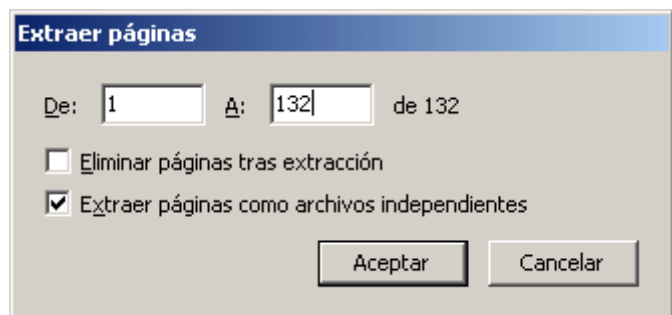 Extraer páginas
De: 1 A: 132 de 132
Eliminar páginas tras extracción
Extraer páginas como archivos independientes
Aceptar Cancelar